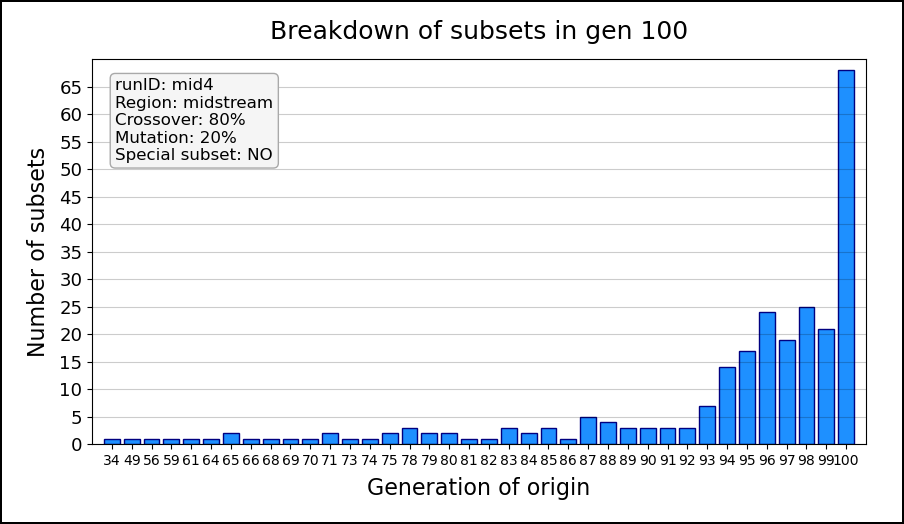 Breakdown of subsets in gen 100
runID: mid4
Region: midstream
Crossover: 80%
Mutation: 20%
Special subset: NO
Number of subsets
65
60
55
50
45
40
35
30
25
20
15
10
5
0
34 49 56 59 61 64 65 66 68 69 70 71 73 74 75 78 79 80 81 82 83 84 85 86 87 88 89 90 91 92 93 94 95 96 97 98 99 100
Generation of origin